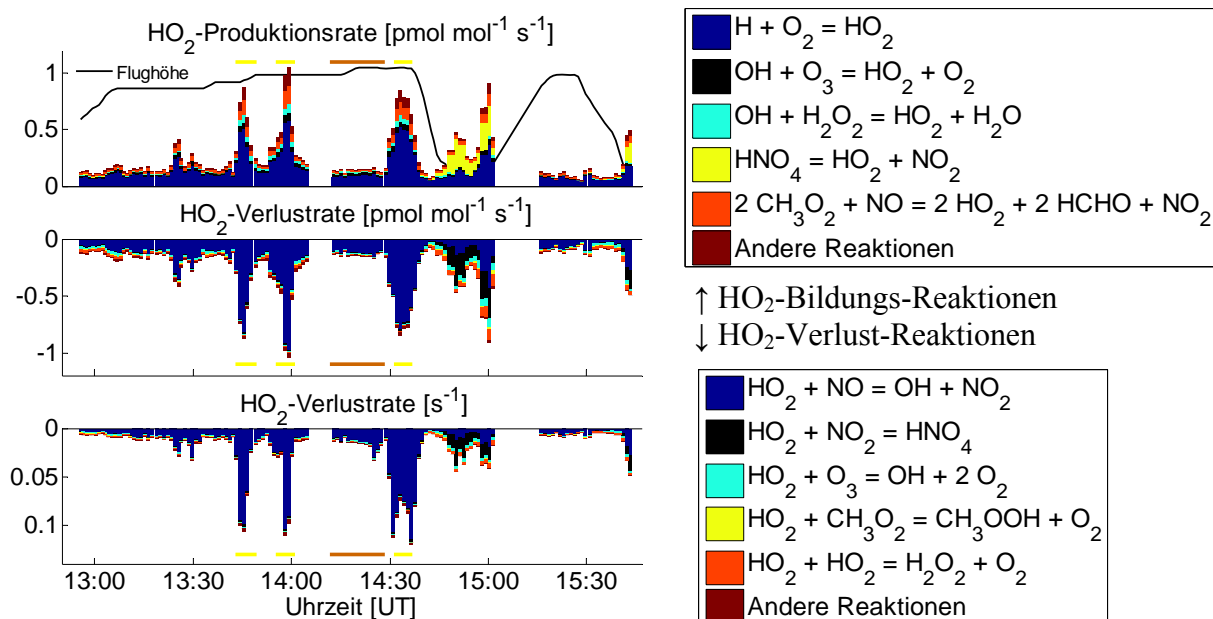 HO₂-Produktionsrate [pmol mol⁻¹ s⁻¹]
Flughöhe
1
0.5
0
HO₂-Verlustrate [pmol mol⁻¹ s⁻¹]
0
-0.5
-1
HO₂-Verlustrate [s⁻¹]
0
0.05
0.1
13:00 13:30 14:00 14:30 15:00 15:30
Uhrzeit [UT]
H + O₂ = HO₂
OH + O₃ = HO₂ + O₂
OH + H₂O₂ = HO₂ + H₂O
HNO₄ = HO₂ + NO₂
2 CH₃O₂ + NO = 2 HO₂ + 2 HCHO + NO₂
Andere Reaktionen
↑ HO₂-Bildungs-Reaktionen
↓ HO₂-Verlust-Reaktionen
HO₂ + NO = OH + NO₂
HO₂ + NO₂ = HNO₄
HO₂ + O₃ = OH + 2 O₂
HO₂ + CH₃O₂ = CH₃OOH + O₂
HO₂ + HO₂ = H₂O₂ + O₂
Andere Reaktionen